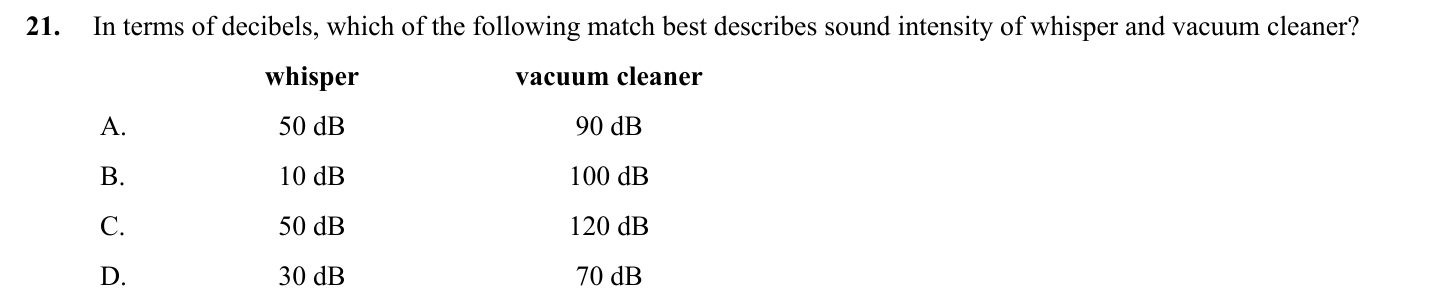 21. In terms of decibels, which of the following match best describes sound intensity of whisper and vacuum cleaner?
whisper vacuum cleaner
A. 50 dB 90 dB
B. 10 dB 100 dB
C. 50 dB 120 dB
D. 30 dB 70 dB